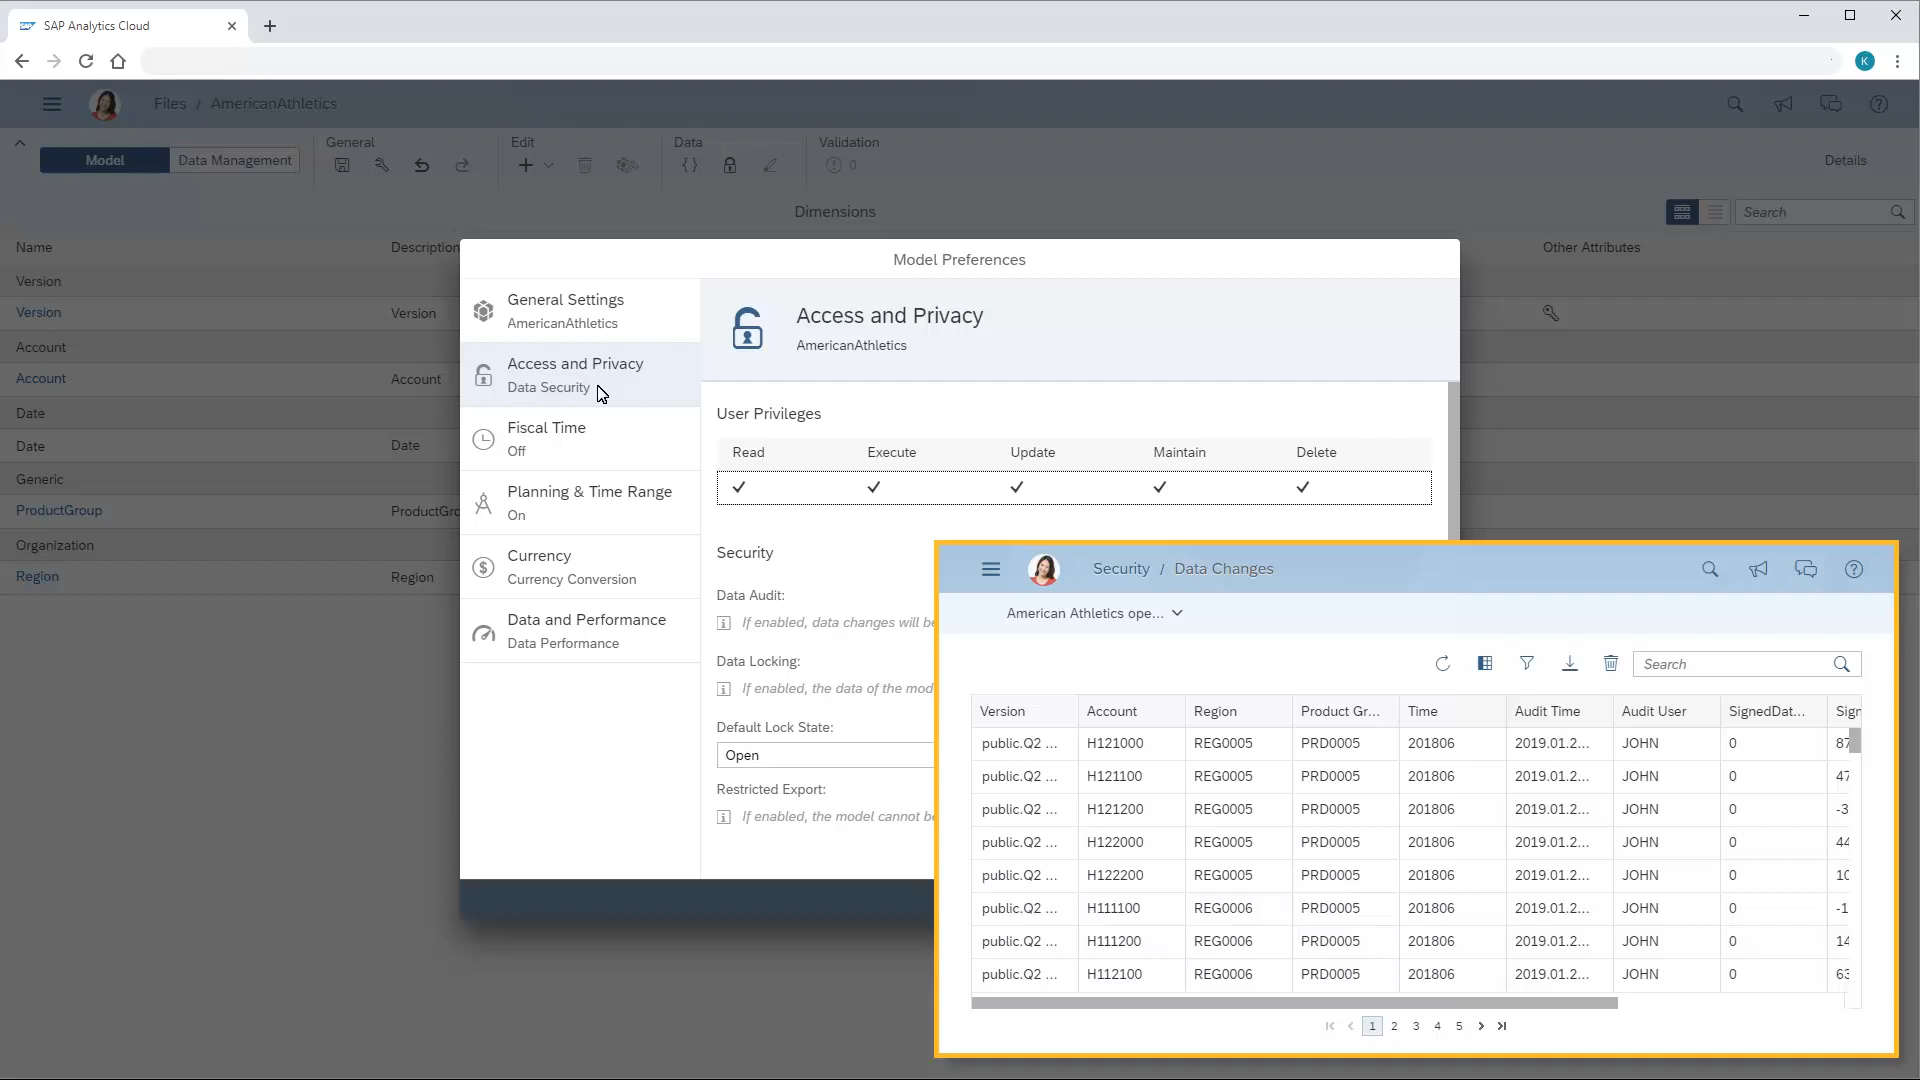 SAP Analytics Cloud
K
Files / AmericanAthletics
General
Edit
Data
Validation
Model
Data Management
0
Details
Dimensions
Search
Name
Description
Other Attributes
Version
Version
Version
Account
Account
Account
Date
Date
Date
Generic
ProductGroup
ProductGro
Organization
Region
Region
Model Preferences
General Settings
AmericanAthletics
Access and Privacy
Data Security
Fiscal Time
Off
Planning & Time Range
On
Currency
Currency Conversion
Data and Performance
Data Performance
Access and Privacy
AmericanAthletics
User Privileges
Read Execute Update Maintain Delete
Security
Data Audit:
If enabled, data changes will be
Data Locking:
If enabled, the data of the mod
Default Lock State:
Open
Restricted Export:
If enabled, the model cannot be
Security / Data Changes
American Athletics ope...
Search
Version Account Region Product Gr... Time Audit Time Audit User SignedDat... Sign
public.Q2 ... H121000 REG0005 PRD0005 201806 2019.01.2... JOHN 0 87
public.Q2 ... H121100 REG0005 PRD0005 201806 2019.01.2... JOHN 0 47
public.Q2 ... H121200 REG0005 PRD0005 201806 2019.01.2... JOHN 0 -3
public.Q2 ... H122000 REG0005 PRD0005 201806 2019.01.2... JOHN 0 44
public.Q2 ... H122200 REG0005 PRD0005 201806 2019.01.2... JOHN 0 10
public.Q2 ... H111100 REG0006 PRD0005 201806 2019.01.2... JOHN 0 -1
public.Q2 ... H111200 REG0006 PRD0005 201806 2019.01.2... JOHN 0 14
public.Q2 ... H112100 REG0006 PRD0005 201806 2019.01.2... JOHN 0 63
1 2 3 4 5